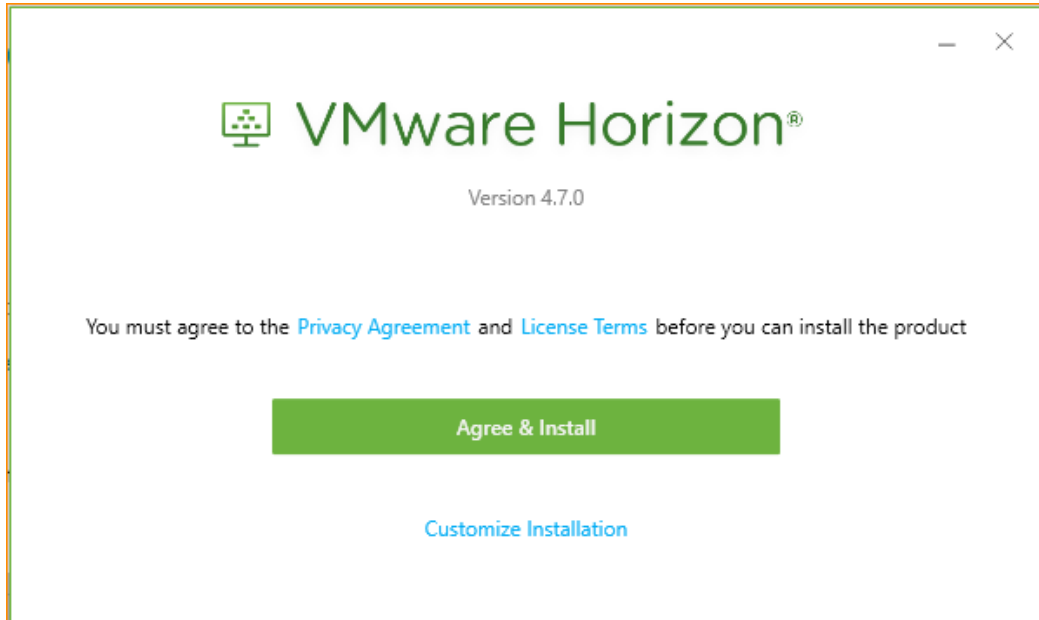 VMware Horizon®
Version 4.7.0
You must agree to the Privacy Agreement and License Terms before you can install the product
Agree & Install
Customize Installation